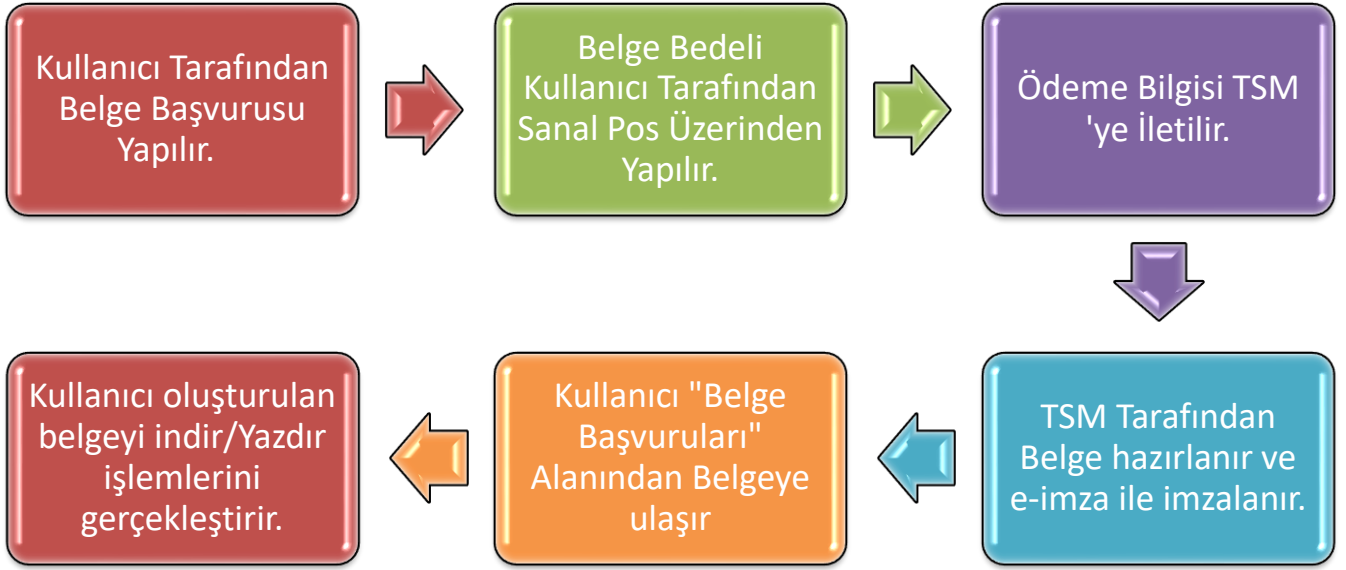 Kullanıcı Tarafından
Belge Başvurusu
Yapılır.
Belge Bedeli
Kullanıcı Tarafından
Sanal Pos Üzerinden
Yapılır.
Ödeme Bilgisi TSM
'ye İletilir.
TSM Tarafından
Belge hazırlanır ve
e-imza ile imzalanır.
Kullanıcı "Belge
Başvuruları"
Alanından Belgeye
ulaşır
Kullanıcı oluşturulan
belgeyi indir/Yazdır
işlemlerini
gerçekleştirir.